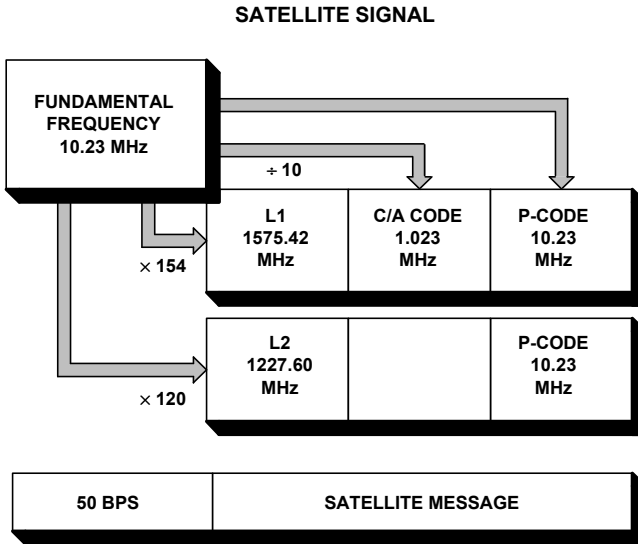 SATELLITE SIGNAL
FUNDAMENTAL
FREQUENCY
10.23 MHz
÷ 10
L1
1575.42
MHz
C/A CODE
1.023
MHz
P-CODE
10.23
MHz
× 154
L2
1227.60
MHz
P-CODE
10.23
MHz
× 120
50 BPS
SATELLITE MESSAGE